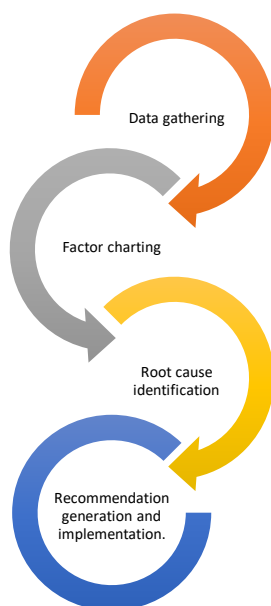 Data gathering
Factor charting
Root cause
identification
Recommendation
generation and
implementation.